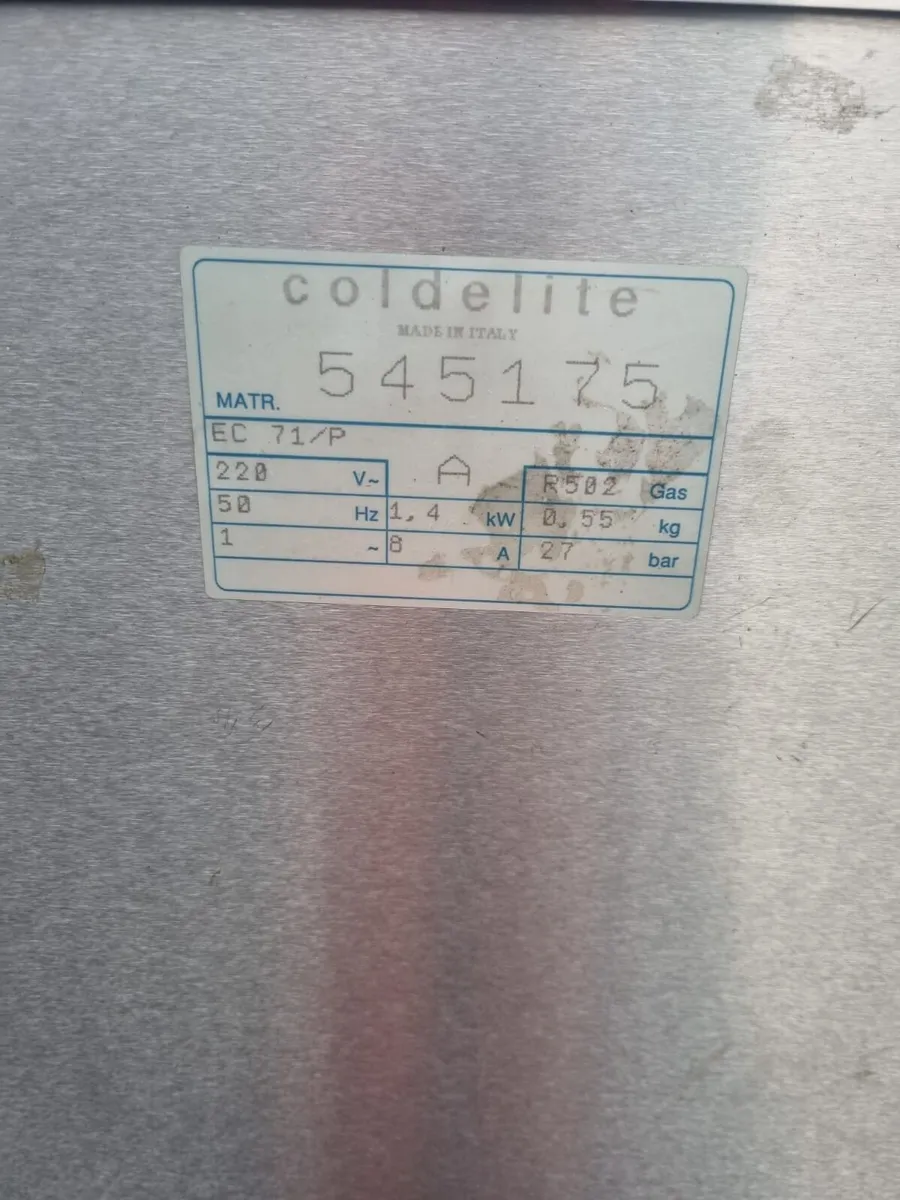 coldelite
MADE IN ITALY
MATR. 545175
EC 71/P
A
220 V~ R502 Gas
50 Hz 1,4 kW 0,55 kg
1 ~ 8 A 27 bar